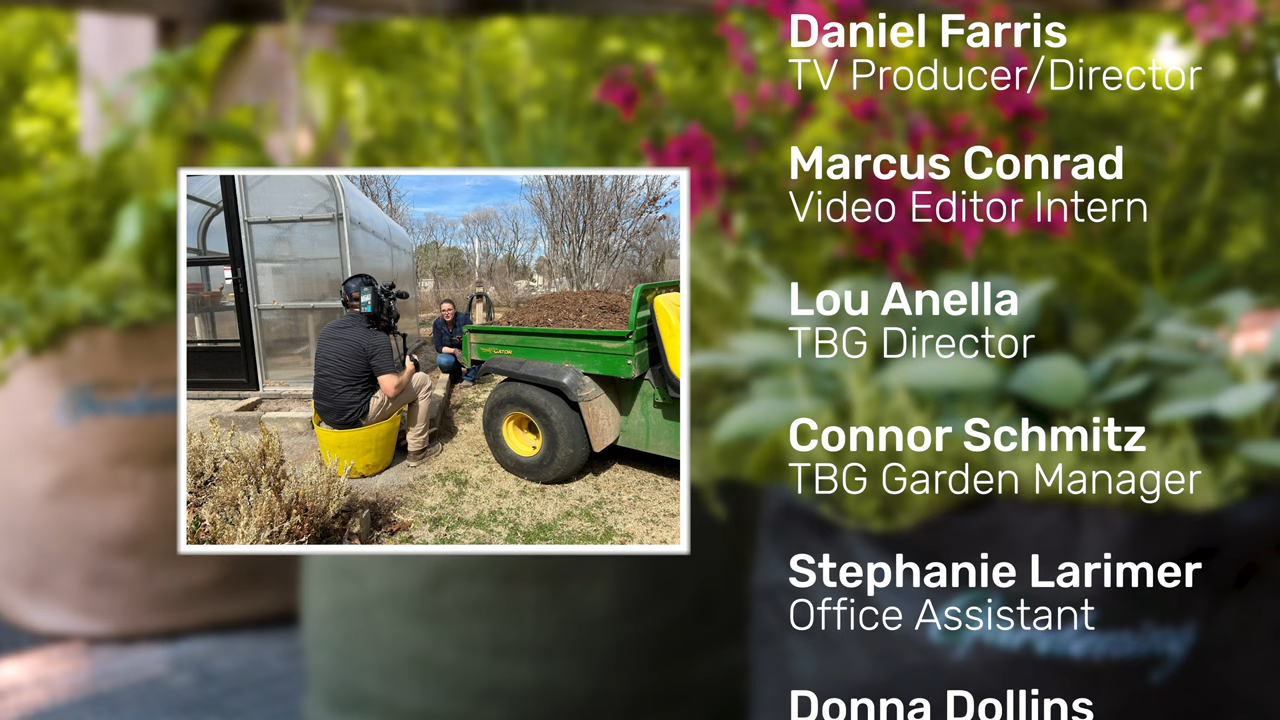 Daniel Farris
TV Producer/Director
Marcus Conrad
Video Editor Intern
Lou Anella
TBG Director
Connor Schmitz
TBG Garden Manager
Stephanie Larimer
Office Assistant
Donna Dollins
GATOR